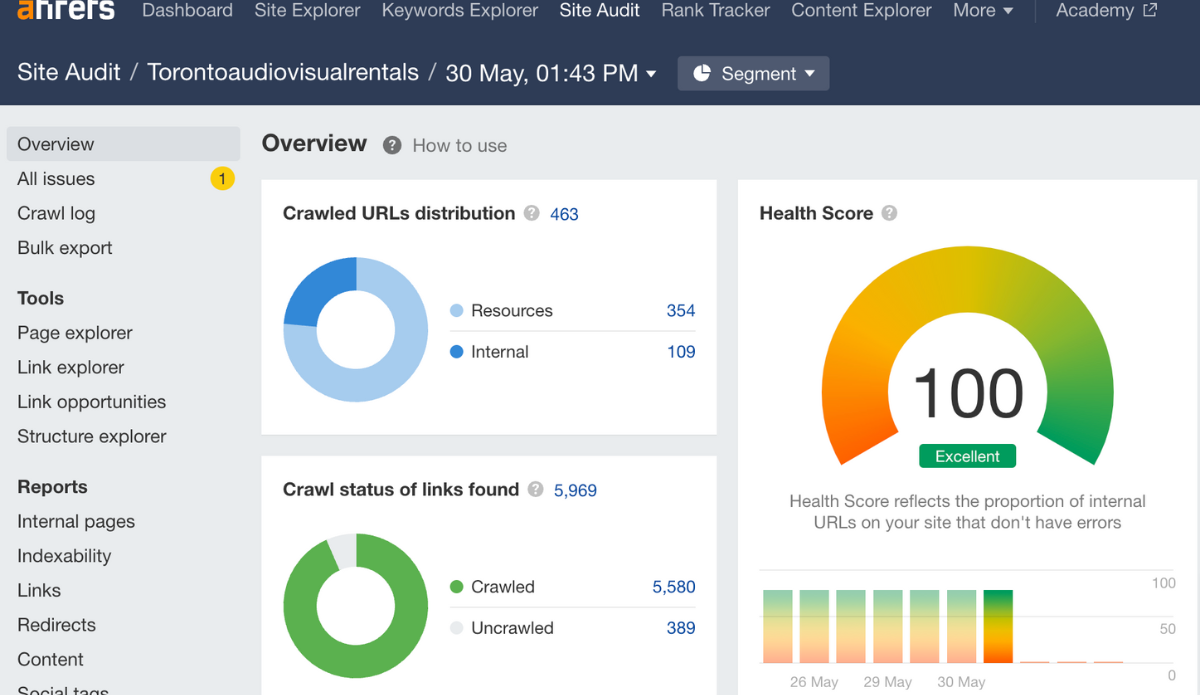 ahrefs Dashboard Site Explorer Keywords Explorer Site Audit Rank Tracker Content Explorer More Academy
Site Audit / Torontoaudiovisualrentals / 30 May, 01:43 PM Segment
Overview
All issues 1
Crawl log
Bulk export
Tools
Page explorer
Link explorer
Link opportunities
Structure explorer
Reports
Internal pages
Indexability
Links
Redirects
Content
Social tags
Overview ? How to use
Crawled URLs distribution ? 463
Resources 354
Internal 109
Crawl status of links found ? 5,969
Crawled 5,580
Uncrawled 389
Health Score ?
100
Excellent
Health Score reflects the proportion of internal
URLs on your site that don't have errors
100
50
0
26 May 29 May 30 May